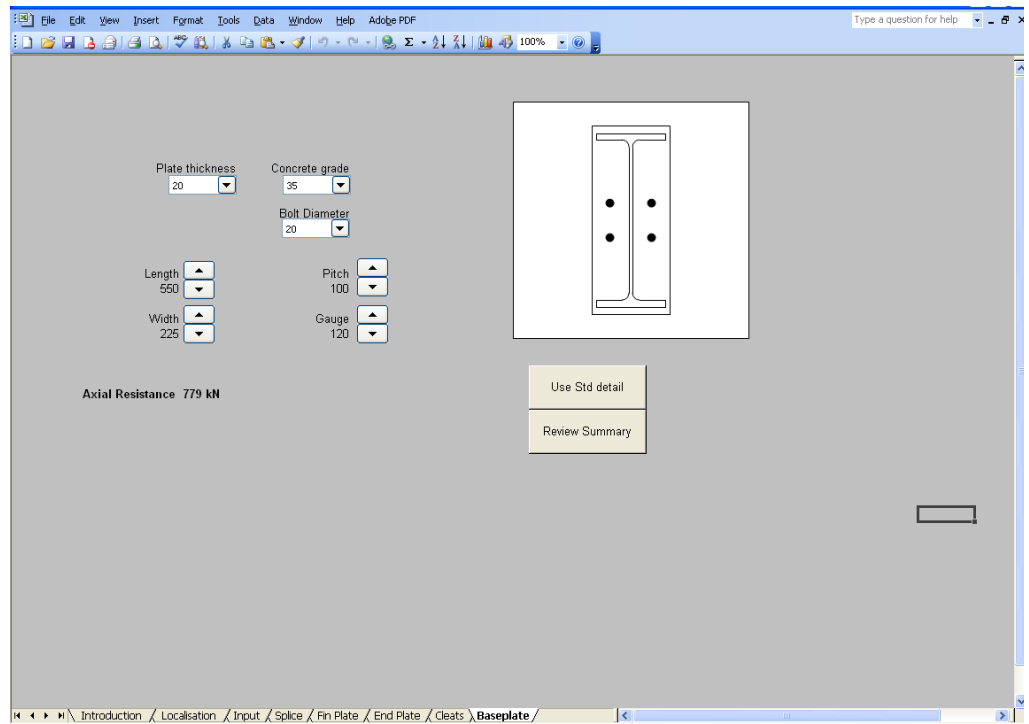 File Edit View Insert Format Tools Data Window Help Adobe PDF Type a question for help
Σ 100%
Plate thickness Concrete grade
20 35
Bolt Diameter
20
Length Pitch
550 100
Width Gauge
225 120
Axial Resistance 779 kN
Use Std detail
Review Summary
Introduction Localisation Input Splice Fin Plate End Plate Cleats Baseplate